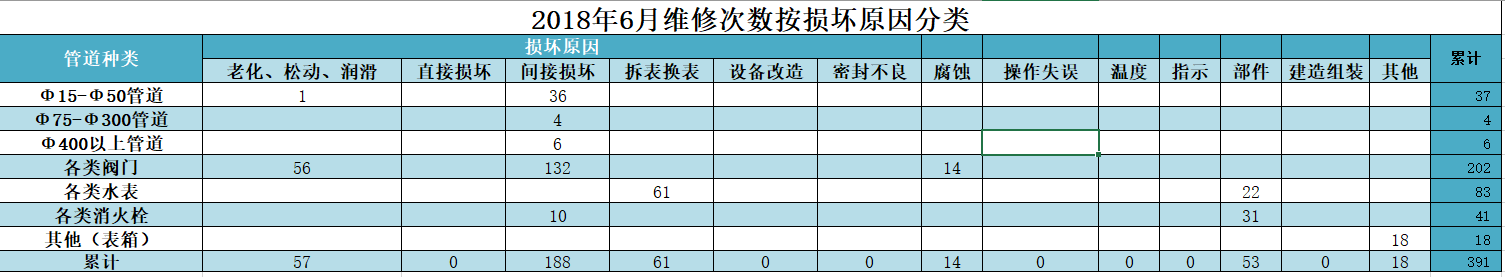 2018年6月维修次数按损坏原因分类
管道种类 损坏原因 累计
老化、松动、润滑 直接损坏 间接损坏 拆表换表 设备改造 密封不良 腐蚀 操作失误 温度 指示 部件 建造组装 其他
Φ15-Φ50管道 1 36 37
Φ75-Φ300管道 4 4
Φ400以上管道 6 6
各类阀门 56 132 14 202
各类水表 61 22 83
各类消火栓 10 31 41
其他（表箱） 18 18
累计 57 0 188 61 0 0 14 0 0 0 53 0 18 391